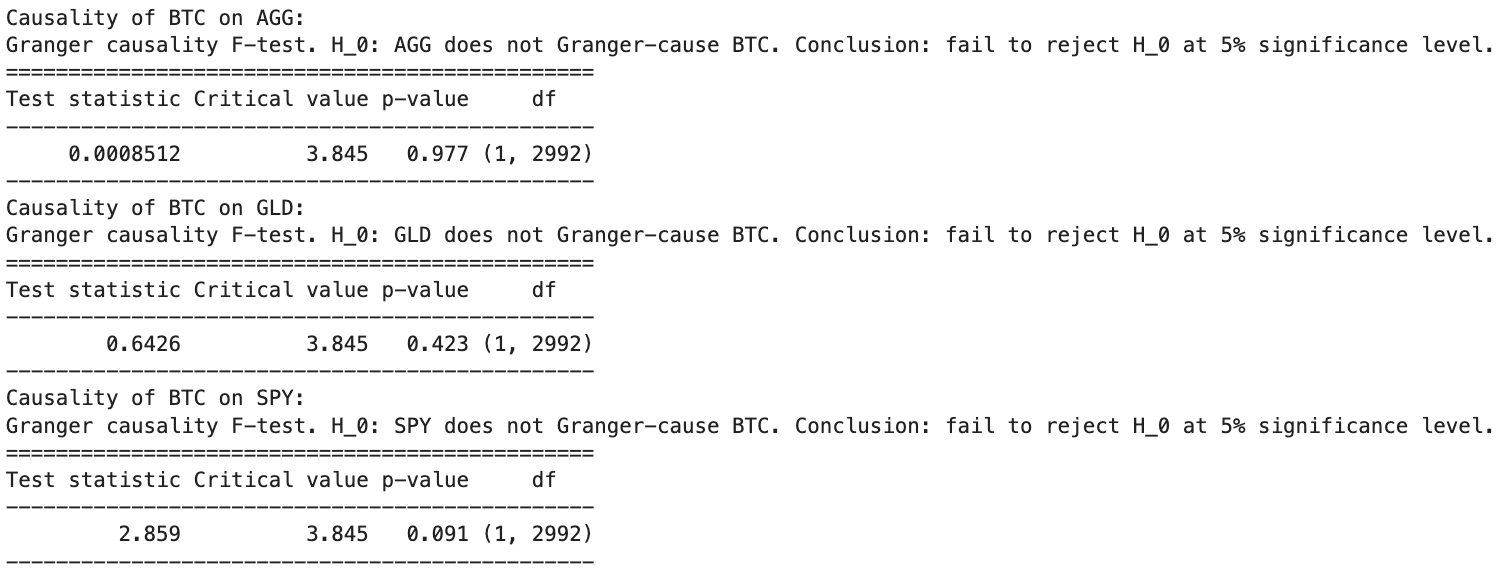 Causality of BTC on AGG:
Granger causality F-test. H_0: AGG does not Granger-cause BTC. Conclusion: fail to reject H_0 at 5% significance level.
===============================================
Test statistic Critical value p-value     df
-----------------------------------------------
     0.0008512          3.845   0.977 (1, 2992)
-----------------------------------------------
Causality of BTC on GLD:
Granger causality F-test. H_0: GLD does not Granger-cause BTC. Conclusion: fail to reject H_0 at 5% significance level.
===============================================
Test statistic Critical value p-value     df
-----------------------------------------------
        0.6426          3.845   0.423 (1, 2992)
-----------------------------------------------
Causality of BTC on SPY:
Granger causality F-test. H_0: SPY does not Granger-cause BTC. Conclusion: fail to reject H_0 at 5% significance level.
===============================================
Test statistic Critical value p-value     df
-----------------------------------------------
         2.859          3.845   0.091 (1, 2992)
-----------------------------------------------